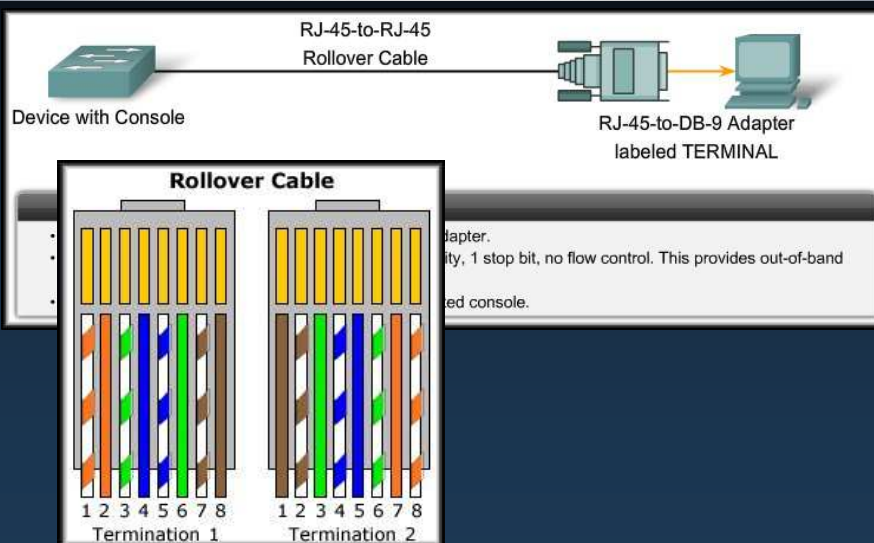 RJ-45-to-RJ-45
Rollover Cable
Device with Console
RJ-45-to-DB-9 Adapter
labeled TERMINAL
Rollover Cable
• dapter.
• ity, 1 stop bit, no flow control. This provides out-of-band
• ed console.
1 2 3 4 5 6 7 8
Termination 1
1 2 3 4 5 6 7 8
Termination 2